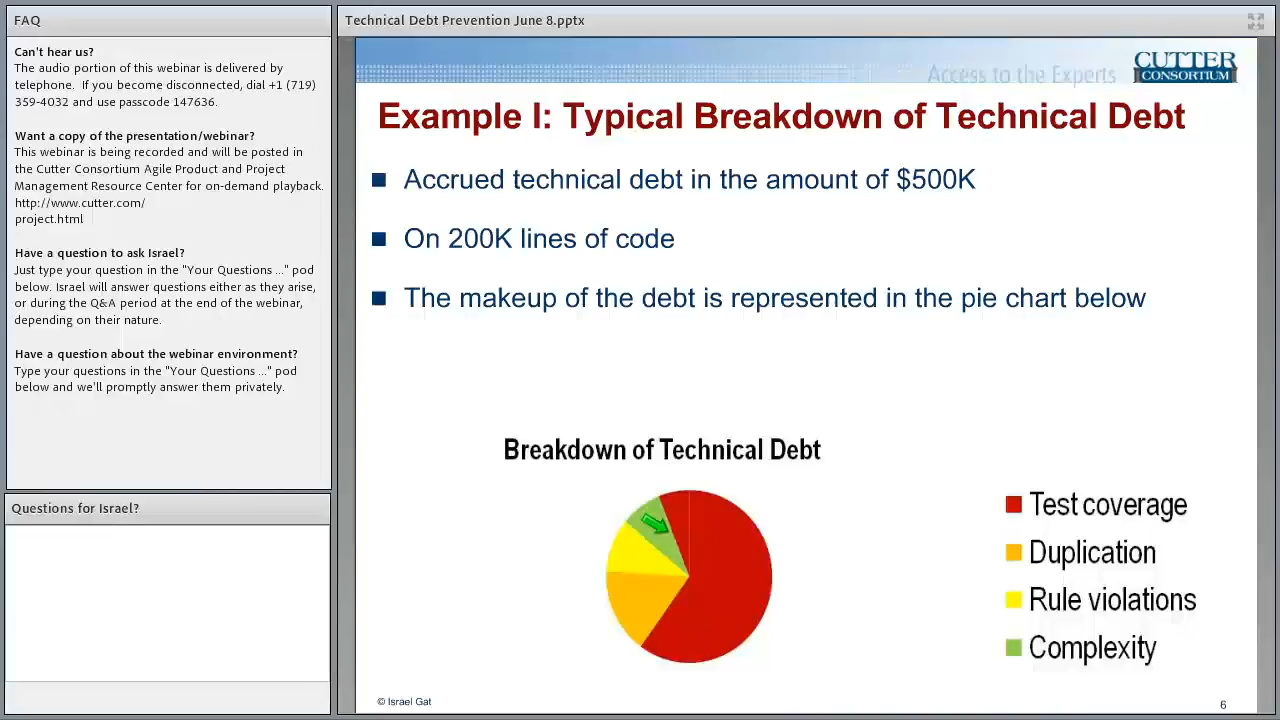 FAQ
Can't hear us?
The audio portion of this webinar is delivered by
telephone. If you become disconnected, dial +1 (719)
359-4032 and use passcode 147636.
Want a copy of the presentation/webinar?
This webinar is being recorded and will be posted in
the Cutter Consortium Agile Product and Project
Management Resource Center for on-demand playback.
http://www.cutter.com/
project.html
Have a question to ask Israel?
Just type your question in the "Your Questions ..." pod
below. Israel will answer questions either as they arise,
or during the Q&A period at the end of the webinar,
depending on their nature.
Have a question about the webinar environment?
Type your questions in the "Your Questions ..." pod
below and we'll promptly answer them privately.
Questions for Israel?
Technical Debt Prevention June 8.pptx
Access to the Experts
CUTTER
CONSORTIUM
Example I: Typical Breakdown of Technical Debt
Accrued technical debt in the amount of $500K
On 200K lines of code
The makeup of the debt is represented in the pie chart below
Breakdown of Technical Debt
Test coverage
Duplication
Rule violations
Complexity
© Israel Gat
6